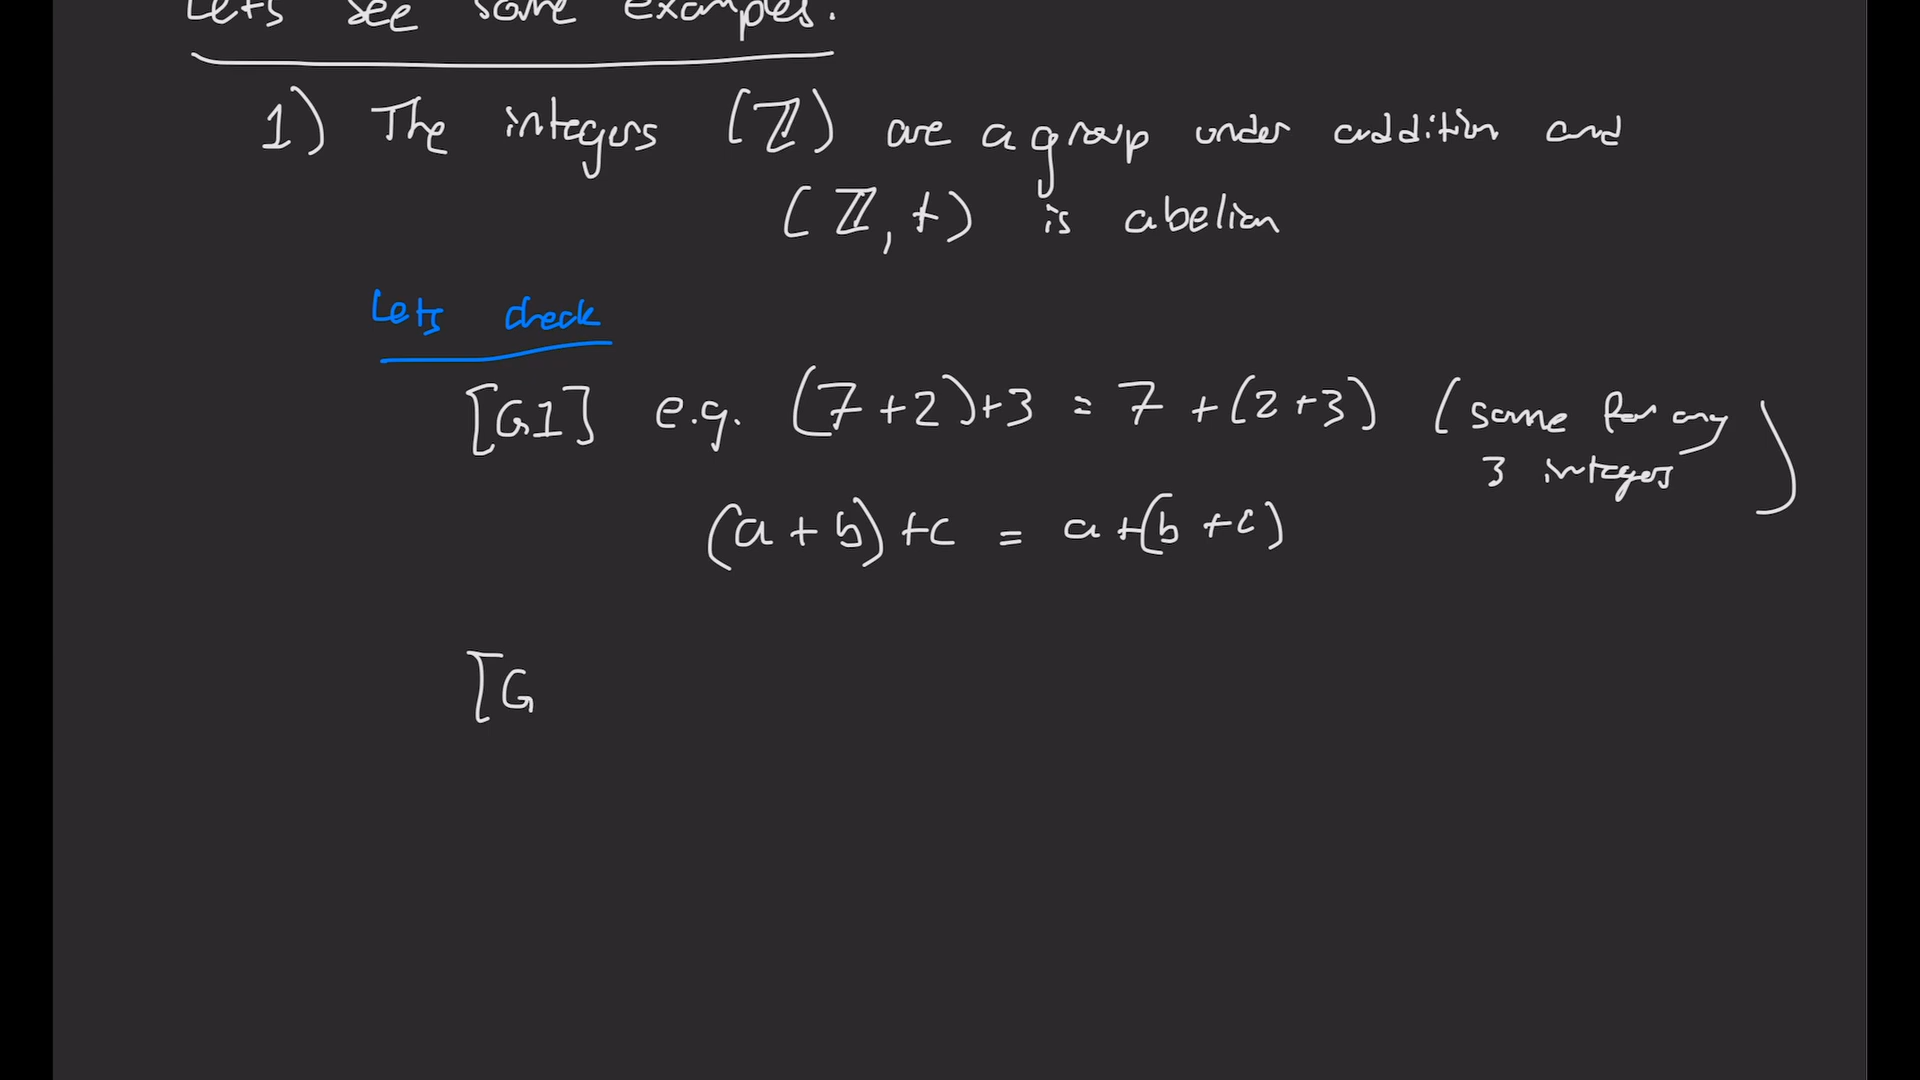 Lets see some examples.
1) The integers (ℤ) are a group under addition and
(ℤ, +) is abelian
Lets check
[G1] e.g. (7+2)+3 = 7+(2+3) (same for any
3 integers)
(a+b)+c = a+(b+c)
[G